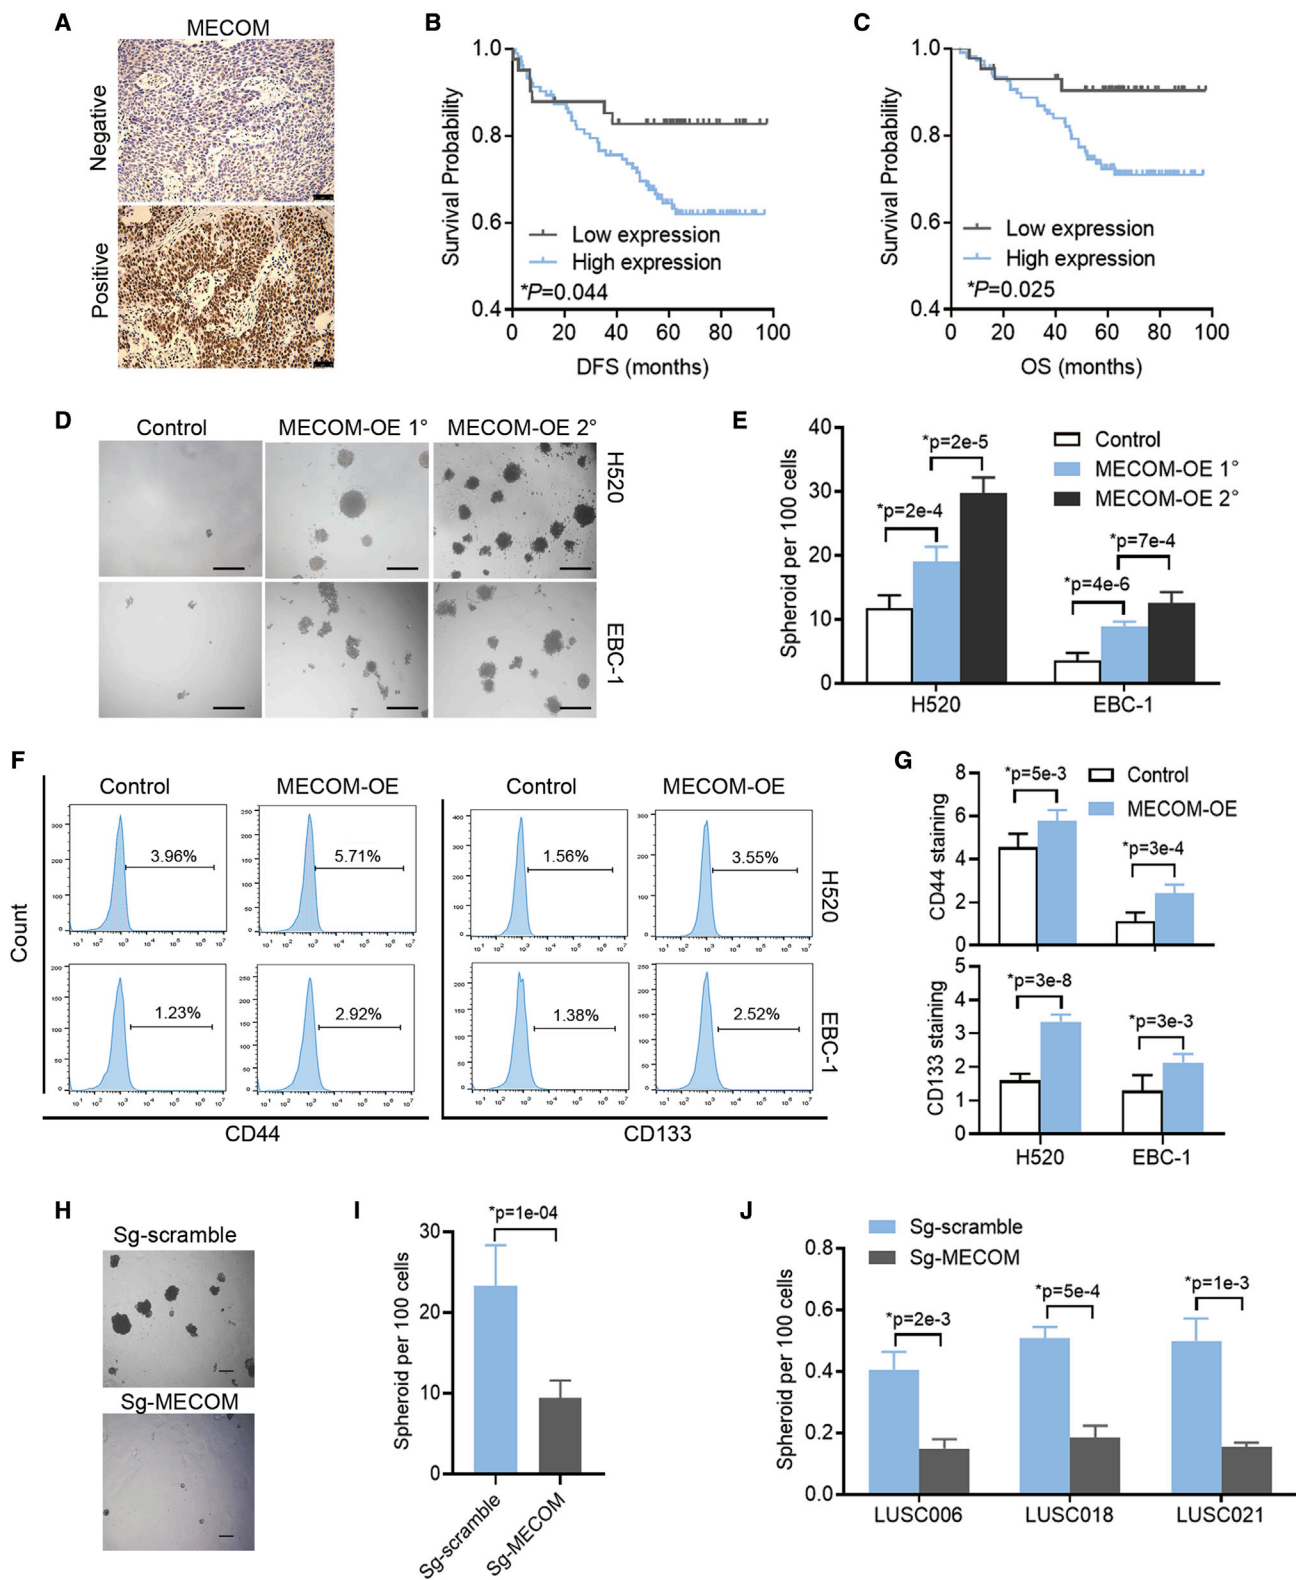 A
MECOM
Negative
Positive
B
1.0
0.8
0.6
0.4
Survival Probability
Low expression
High expression
*P=0.044
0 20 40 60 80 100
DFS (months)
C
1.0
0.8
0.6
0.4
Survival Probability
Low expression
High expression
*P=0.025
0 20 40 60 80 100
OS (months)
D
Control MECOM-OE 1° MECOM-OE 2°
H520
EBC-1
E
40
30
20
10
0
Spheroid per 100 cells
Control
MECOM-OE 1°
MECOM-OE 2°
*p=2e-4
*p=2e-5
*p=4e-6
*p=7e-4
H520 EBC-1
F
Count
Control MECOM-OE Control MECOM-OE
3.96% 5.71% 1.56% 3.55%
H520
1.23% 2.92% 1.38% 2.52%
EBC-1
CD44 CD133
G
8
6
4
2
0
CD44 staining
Control
MECOM-OE
*p=5e-3
*p=3e-4
5
4
3
2
1
0
CD133 staining
*p=3e-8
*p=3e-3
H520 EBC-1
H
Sg-scramble
Sg-MECOM
I
*p=1e-04
30
20
10
0
Spheroid per 100 cells
Sg-scramble
Sg-MECOM
J
Sg-scramble
Sg-MECOM
0.8
0.6
0.4
0.2
0.0
Spheroid per 100 cells
*p=2e-3
*p=5e-4
*p=1e-3
LUSC006 LUSC018 LUSC021